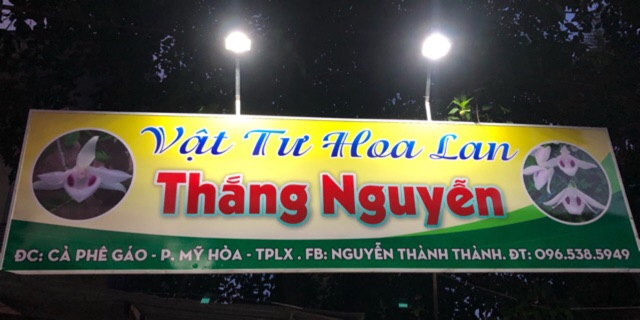 Vật Tư Hoa Lan
Thắng Nguyễn
ĐC: CÀ PHÊ GÁO - P. MỸ HÒA - TPLX . FB: NGUYỄN THÀNH THÀNH. ĐT: 096.538.5949